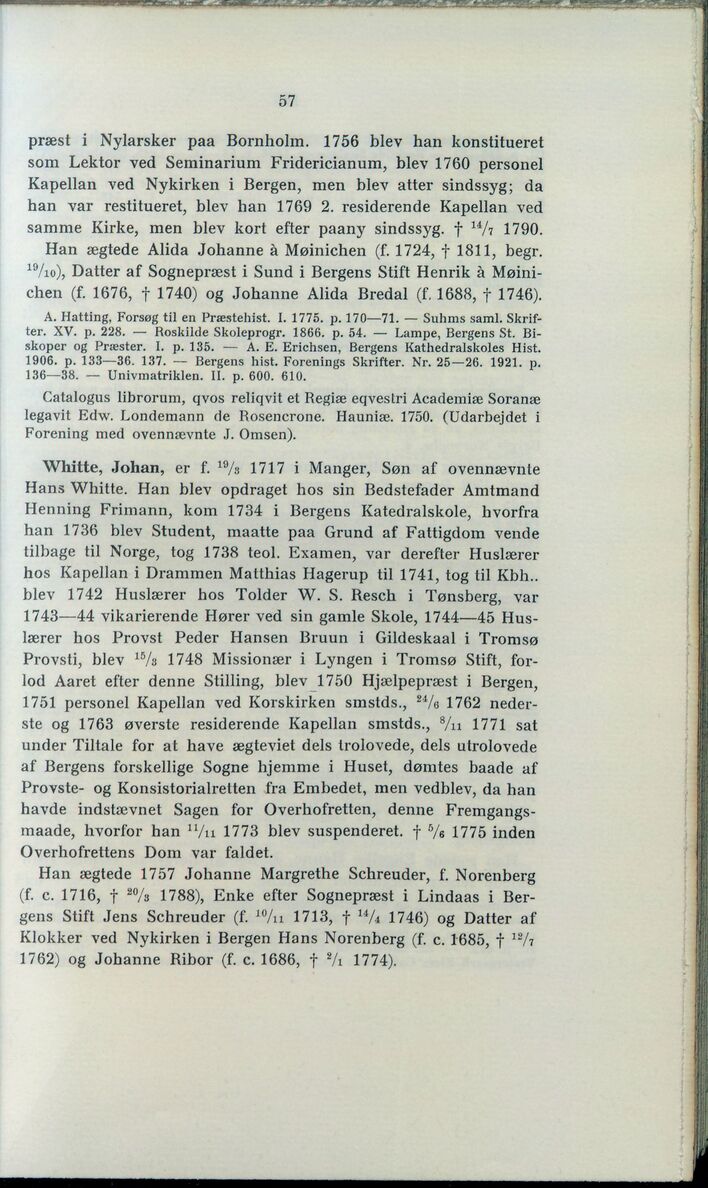 57
præst i Nylarsker paa Bornholm. 1756 blev han konstitueret
som Lektor ved Seminarium Fridericianum, blev 1760 personel
Kapellan ved Nykirken i Bergen, men blev atter sindssyg; da
han var restitueret, blev han 1769 2. residerende Kapellan ved
samme Kirke, men blev kort efter paany sindssyg. † 14/7 1790.
Han ægtede Alida Johanne à Møinichen (f. 1724, † 1811, begr.
19/10), Datter af Sognepræst i Sund i Bergens Stift Henrik à Møini-
chen (f. 1676, † 1740) og Johanne Alida Bredal (f. 1688, † 1746).
A. Hatting, Forsøg til en Præstehist. I. 1775. p. 170—71. — Suhms saml. Skrif-
ter. XV. p. 228. — Roskilde Skoleprogr. 1866. p. 54. — Lampe, Bergens St. Bi-
skoper og Præster. I. p. 135. — A. E. Erichsen, Bergens Kathedralskoles Hist.
1906. p. 133—36. 137. — Bergens hist. Forenings Skrifter. Nr. 25—26. 1921. p.
136—38. — Univmatriklen. II. p. 600. 610.
Catalogus librorum, qvos reliqvit et Regiæ eqvestri Academiæ Soranæ
legavit Edw. Londemann de Rosencrone. Hauniæ. 1750. (Udarbejdet i
Forening med ovennævnte J. Omsen).
Whitte, Johan, er f. 19/3 1717 i Manger, Søn af ovennævnte
Hans Whitte. Han blev opdraget hos sin Bedstefader Amtmand
Henning Frimann, kom 1734 i Bergens Katedralskole, hvorfra
han 1736 blev Student, maatte paa Grund af Fattigdom vende
tilbage til Norge, tog 1738 teol. Examen, var derefter Huslærer
hos Kapellan i Drammen Matthias Hagerup til 1741, tog til Kbh..
blev 1742 Huslærer hos Tolder W. S. Resch i Tønsberg, var
1743—44 vikarierende Hører ved sin gamle Skole, 1744—45 Hus-
lærer hos Provst Peder Hansen Bruun i Gildeskaal i Tromsø
Provsti, blev 15/3 1748 Missionær i Lyngen i Tromsø Stift, for-
lod Aaret efter denne Stilling, blev 1750 Hjælpepræst i Bergen,
1751 personel Kapellan ved Korskirken smstds., 24/6 1762 neder-
ste og 1763 øverste residerende Kapellan smstds., 8/11 1771 sat
under Tiltale for at have ægteviet dels trolovede, dels utrolovede
af Bergens forskellige Sogne hjemme i Huset, dømtes baade af
Provste- og Konsistorialretten fra Embedet, men vedblev, da han
havde indstævnet Sagen for Overhofretten, denne Fremgangs-
maade, hvorfor han 11/11 1773 blev suspenderet. † 5/6 1775 inden
Overhofrettens Dom var faldet.
Han ægtede 1757 Johanne Margrethe Schreuder, f. Norenberg
(f. c. 1716, † 20/3 1788), Enke efter Sognepræst i Lindaas i Ber-
gens Stift Jens Schreuder (f. 10/11 1713, † 14/4 1746) og Datter af
Klokker ved Nykirken i Bergen Hans Norenberg (f. c. 1685, † 12/7
1762) og Johanne Ribor (f. c. 1686, † 2/1 1774).